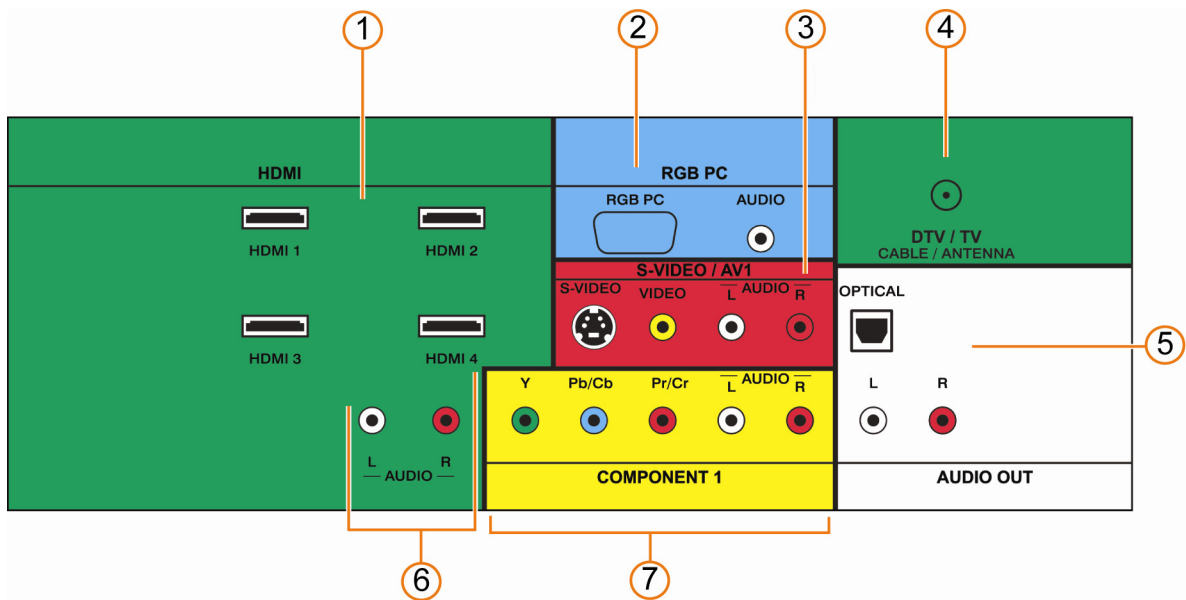 1
2
3
4
HDMI
RGB PC
RGB PC
AUDIO
HDMI 1
HDMI 2
DTV / TV
CABLE / ANTENNA
S-VIDEO / AV1
S-VIDEO
VIDEO
L AUDIO R
OPTICAL
5
HDMI 3
HDMI 4
Y
Pb/Cb
Pr/Cr
L AUDIO R
L
R
L
R
AUDIO
COMPONENT 1
AUDIO OUT
6
7